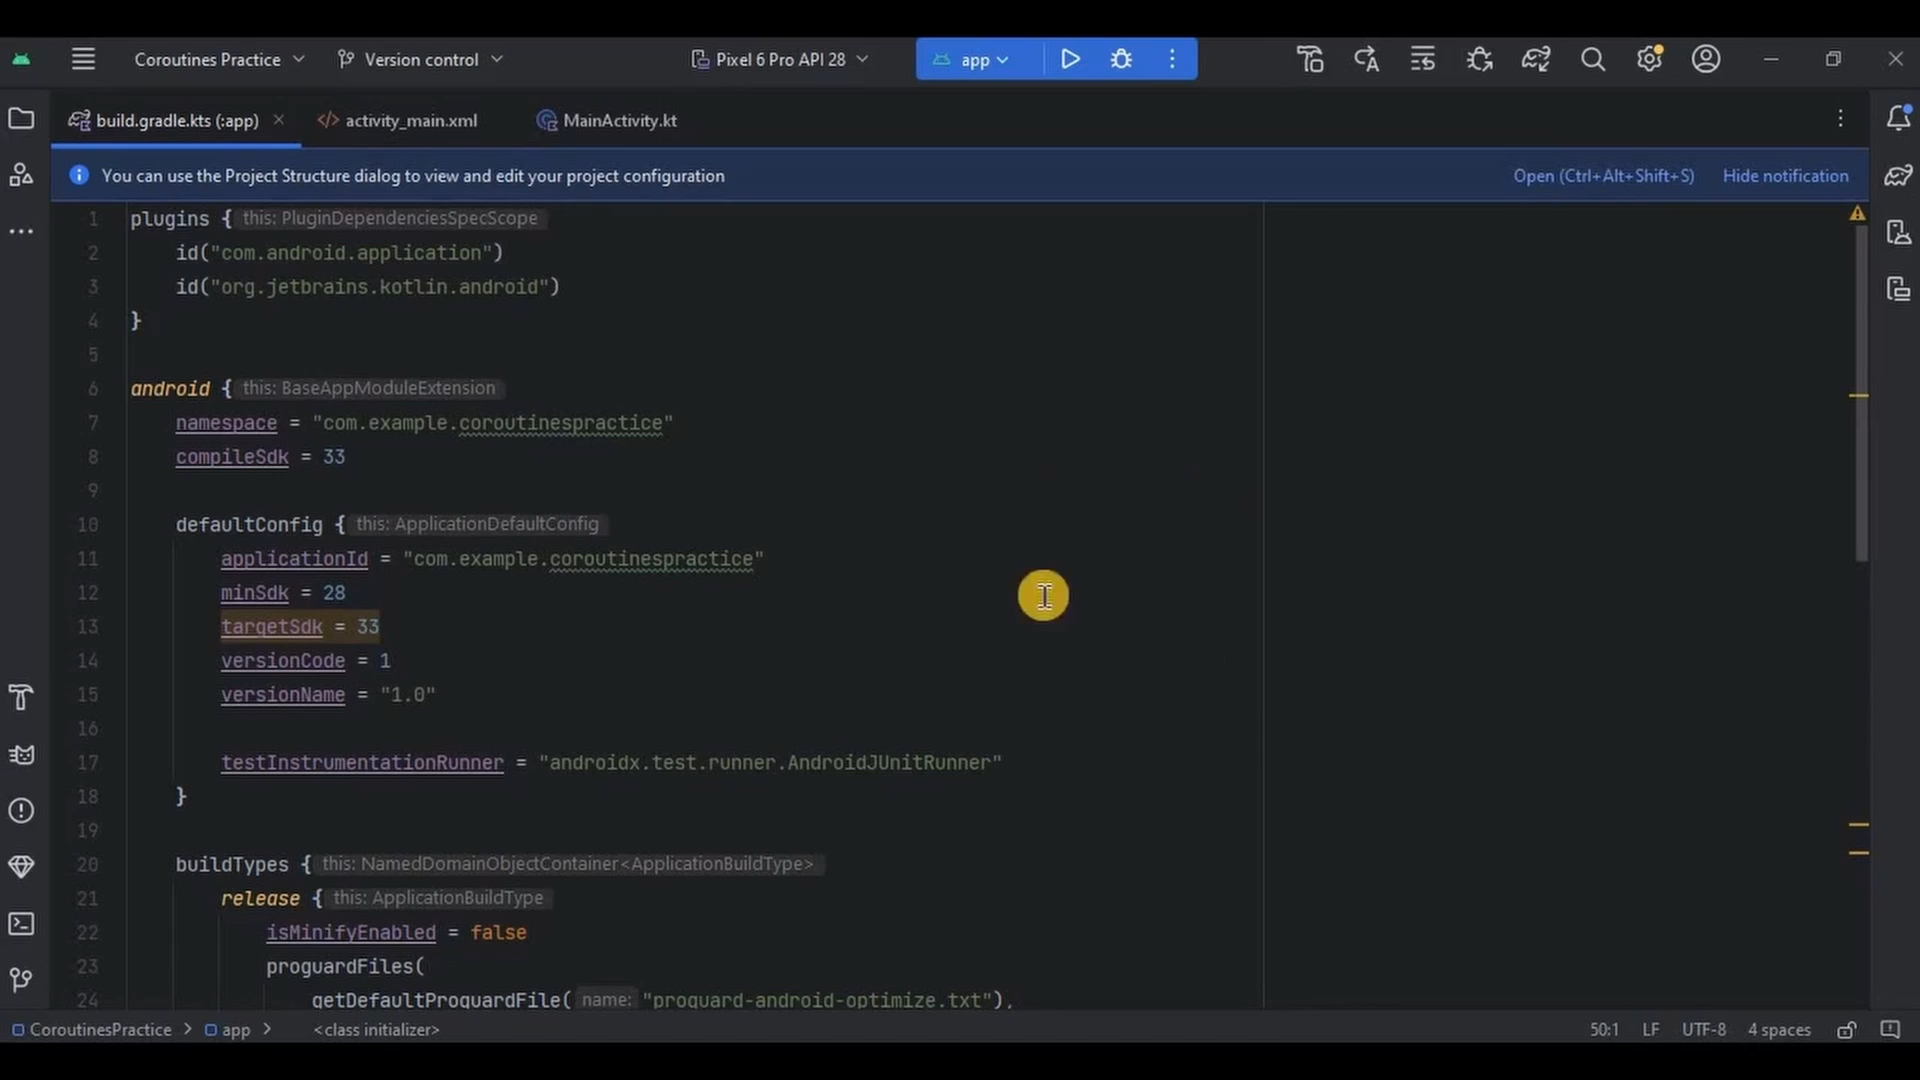 Coroutines Practice Version control Pixel 6 Pro API 28 app
build.gradle.kts (:app) activity_main.xml MainActivity.kt
You can use the Project Structure dialog to view and edit your project configuration Open (Ctrl+Alt+Shift+S) Hide notification
1 plugins { this: PluginDependenciesSpecScope
2 id("com.android.application")
3 id("org.jetbrains.kotlin.android")
4 }
5
6 android { this: BaseAppModuleExtension
7 namespace = "com.example.coroutinespractice"
8 compileSdk = 33
9
10 defaultConfig { this: ApplicationDefaultConfig
11 applicationId = "com.example.coroutinespractice"
12 minSdk = 28
13 targetSdk = 33
14 versionCode = 1
15 versionName = "1.0"
16
17 testInstrumentationRunner = "androidx.test.runner.AndroidJUnitRunner"
18 }
19
20 buildTypes { this: NamedDomainObjectContainer<ApplicationBuildType>
21 release { this: ApplicationBuildType
22 isMinifyEnabled = false
23 proguardFiles(
24 getDefaultProguardFile( name: "proguard-android-optimize.txt"),
CoroutinesPractice > app > <class initializer> 50:1 LF UTF-8 4 spaces